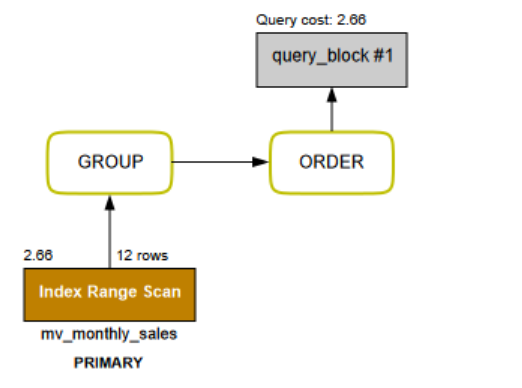 Query cost: 2.66
query_block #1
GROUP
ORDER
2.66
12 rows
Index Range Scan
mv_monthly_sales
PRIMARY